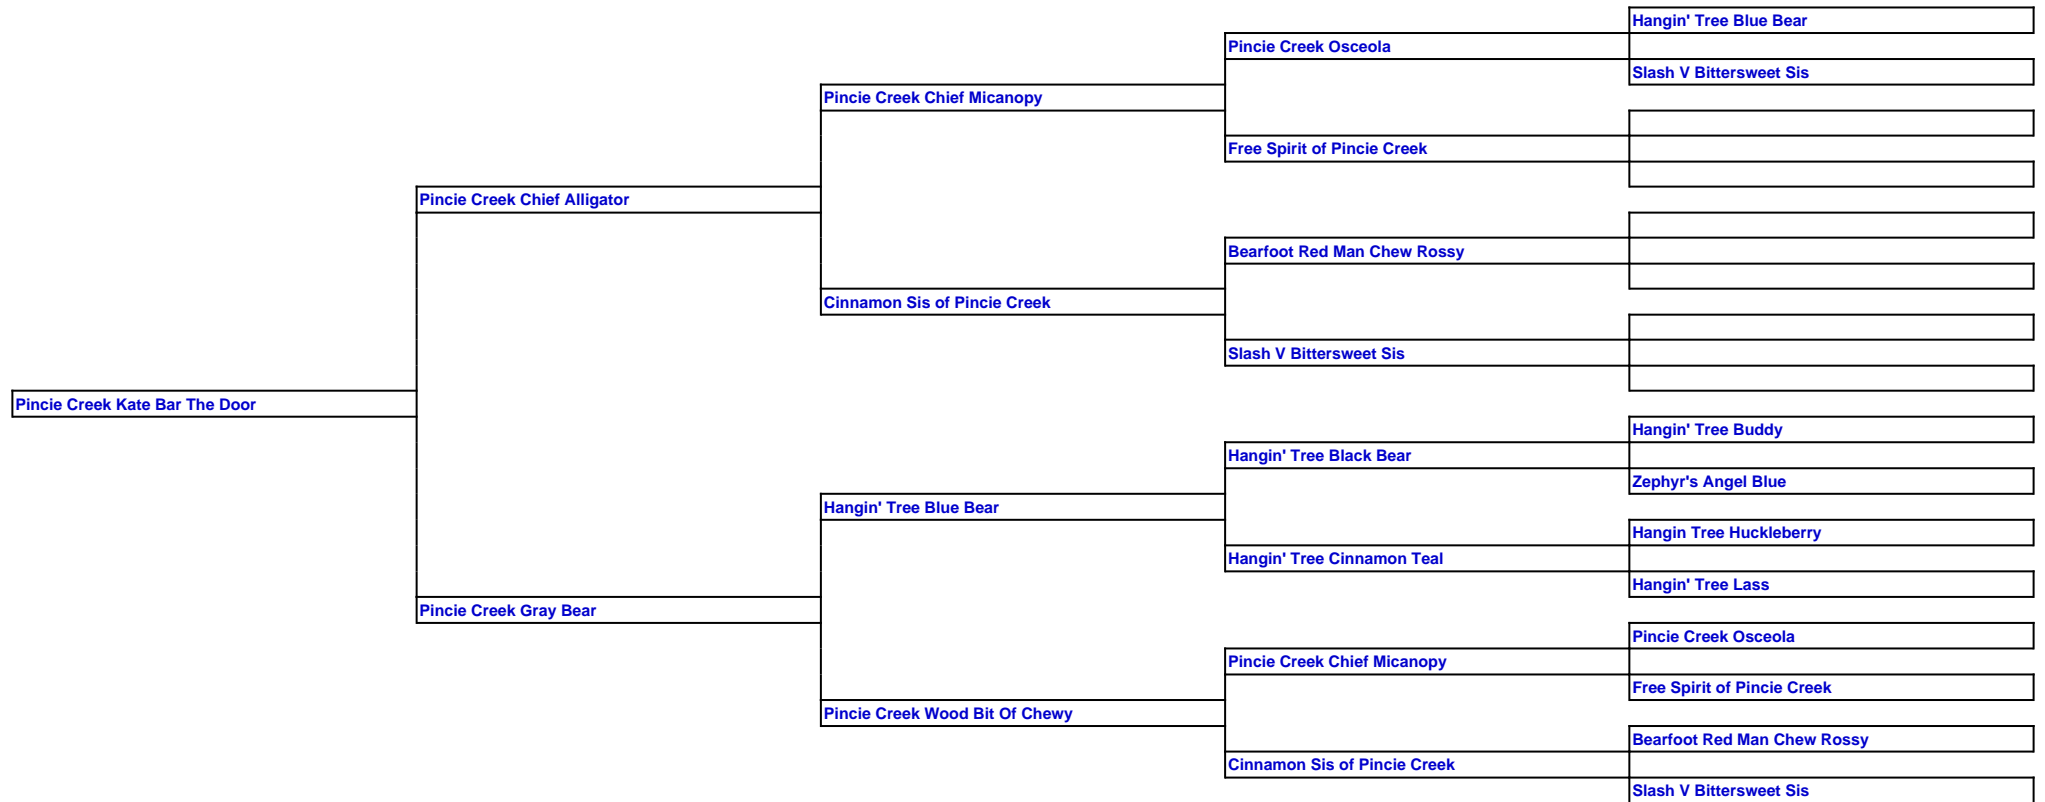 Hangin' Tree Blue Bear
Pincie Creek Osceola
Slash V Bittersweet Sis
Pincie Creek Chief Micanopy
Free Spirit of Pincie Creek
Pincie Creek Chief Alligator
Bearfoot Red Man Chew Rossy
Cinnamon Sis of Pincie Creek
Slash V Bittersweet Sis
Pincie Creek Kate Bar The Door
Hangin' Tree Buddy
Hangin' Tree Black Bear
Zephyr's Angel Blue
Hangin' Tree Blue Bear
Hangin Tree Huckleberry
Hangin' Tree Cinnamon Teal
Hangin' Tree Lass
Pincie Creek Gray Bear
Pincie Creek Osceola
Pincie Creek Chief Micanopy
Free Spirit of Pincie Creek
Pincie Creek Wood Bit Of Chewy
Bearfoot Red Man Chew Rossy
Cinnamon Sis of Pincie Creek
Slash V Bittersweet Sis